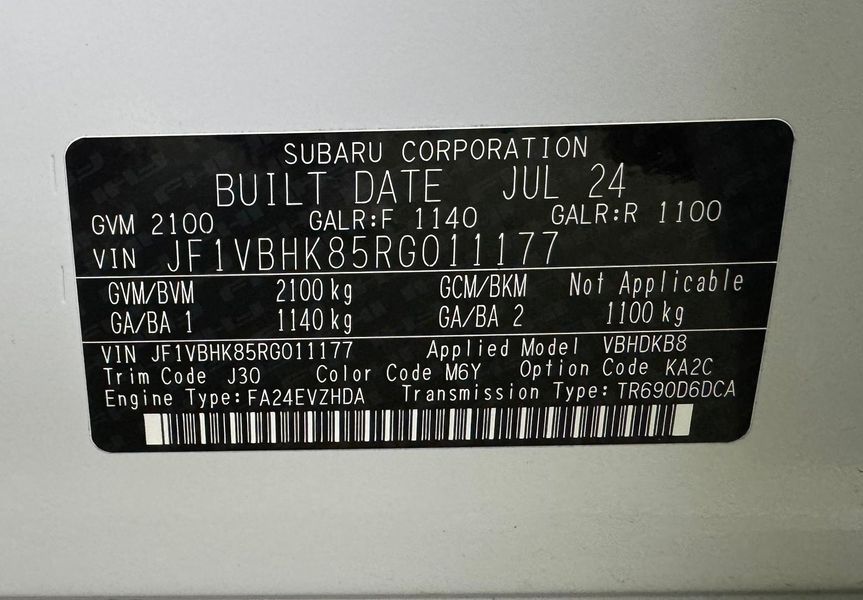 SUBARU CORPORATION
BUILT DATE JUL 24
GVM 2100 GALR:F 1140 GALR:R 1100
VIN JF1VBHK85RG011177
GVM/BVM 2100 kg GCM/BKM Not Applicable
GA/BA 1 1140 kg GA/BA 2 1100 kg
VIN JF1VBHK85RG011177 Applied Model VBHDKB8
Trim Code J30 Color Code M6Y Option Code KA2C
Engine Type:FA24EVZHDA Transmission Type:TR690D6DCA